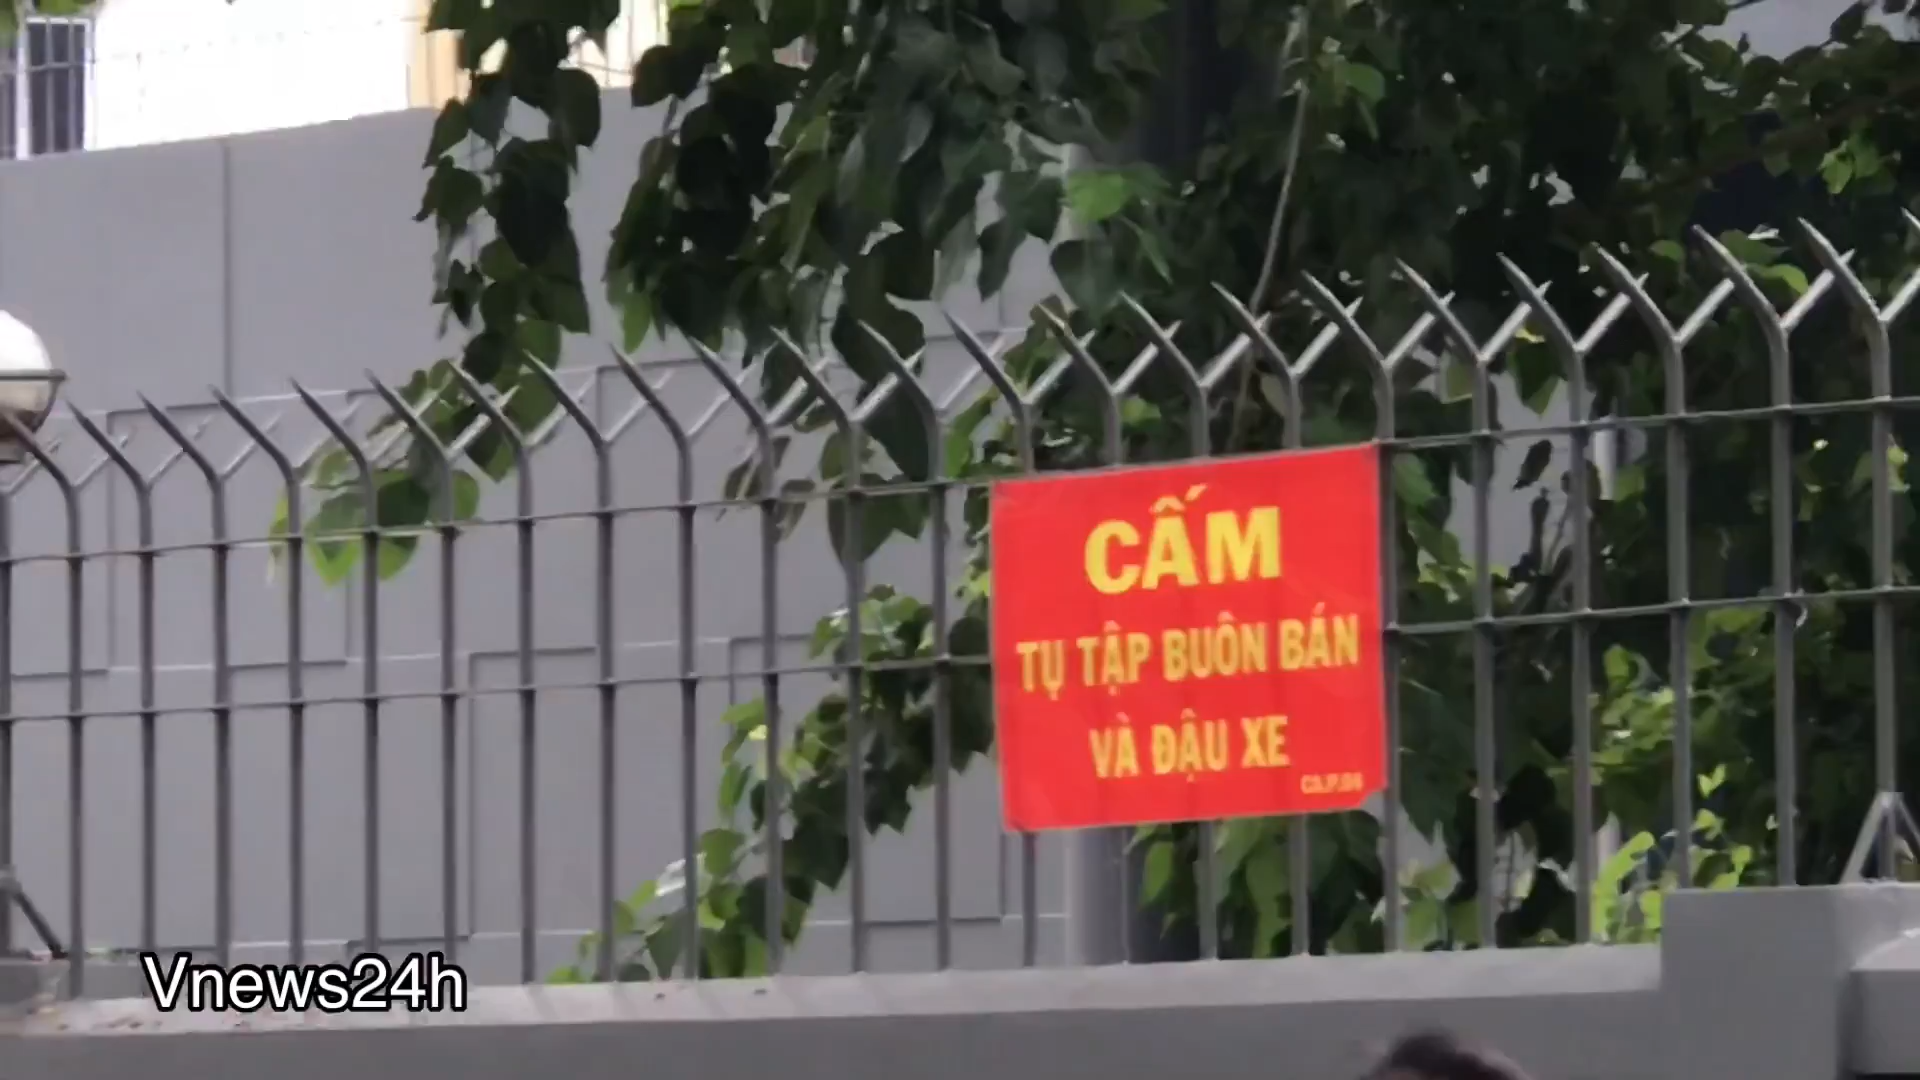 CẤM
TỤ TẬP BUÔN BÁN
VÀ ĐẬU XE
Vnews24h